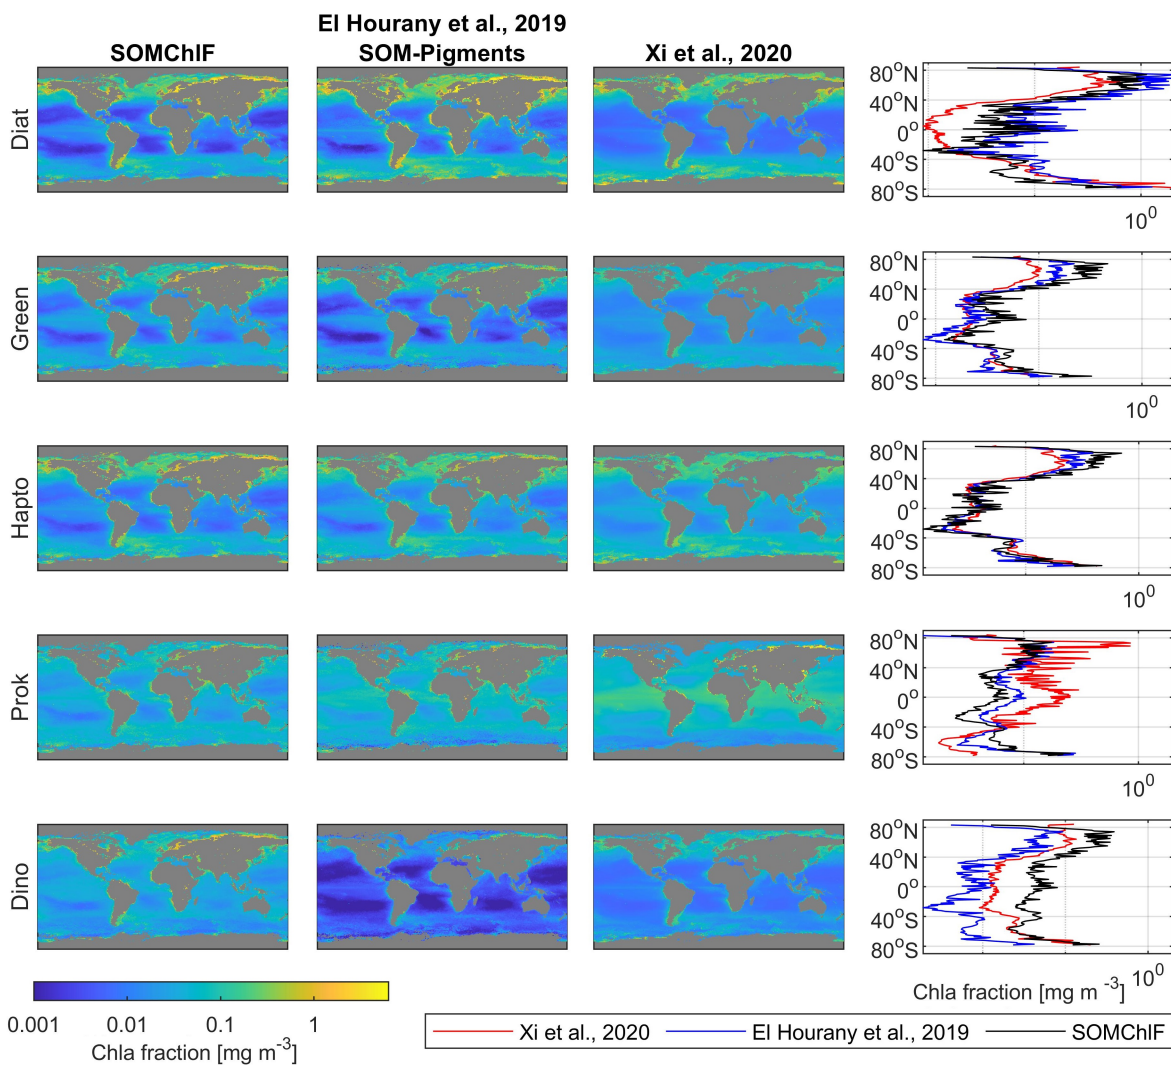 El Hourany et al., 2019
SOMChlF SOM-Pigments Xi et al., 2020
Diat
80°N
40°N
0°
40°S
80°S
10⁰
Green
80°N
40°N
0°
40°S
80°S
10⁰
Hapto
80°N
40°N
0°
40°S
80°S
10⁰
Prok
80°N
40°N
0°
40°S
80°S
10⁰
Dino
80°N
40°N
0°
40°S
80°S
10⁰
Chla fraction [mg m ⁻³]
0.001 0.01 0.1 1
Chla fraction [mg m⁻³]
Xi et al., 2020 El Hourany et al., 2019 SOMChlF